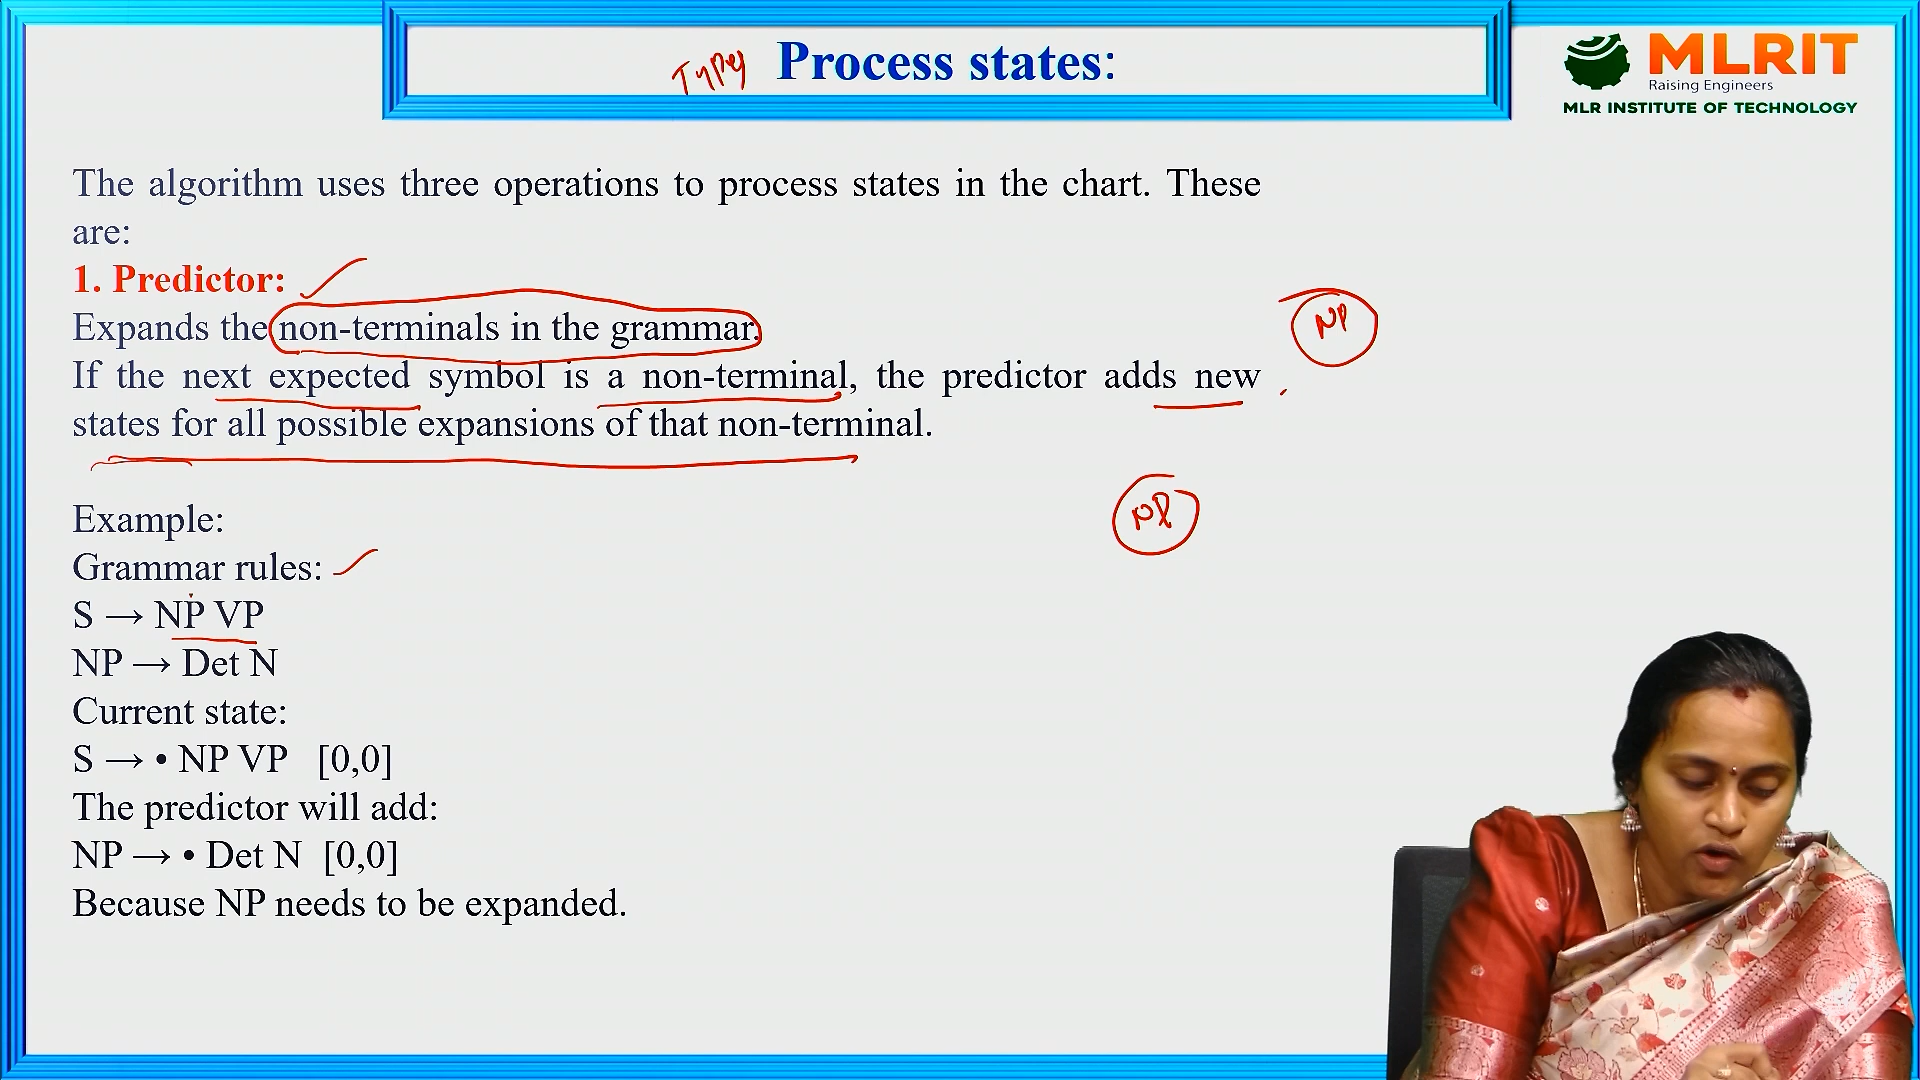 Types Process states:
MLRIT
Raising Engineers
MLR INSTITUTE OF TECHNOLOGY
The algorithm uses three operations to process states in the chart. These
are:
1. Predictor:
Expands the non-terminals in the grammar.
NP
If the next expected symbol is a non-terminal, the predictor adds new
states for all possible expansions of that non-terminal.
NP
Example:
Grammar rules:
S → NP VP
NP → Det N
Current state:
S → • NP VP [0,0]
The predictor will add:
NP → • Det N [0,0]
Because NP needs to be expanded.